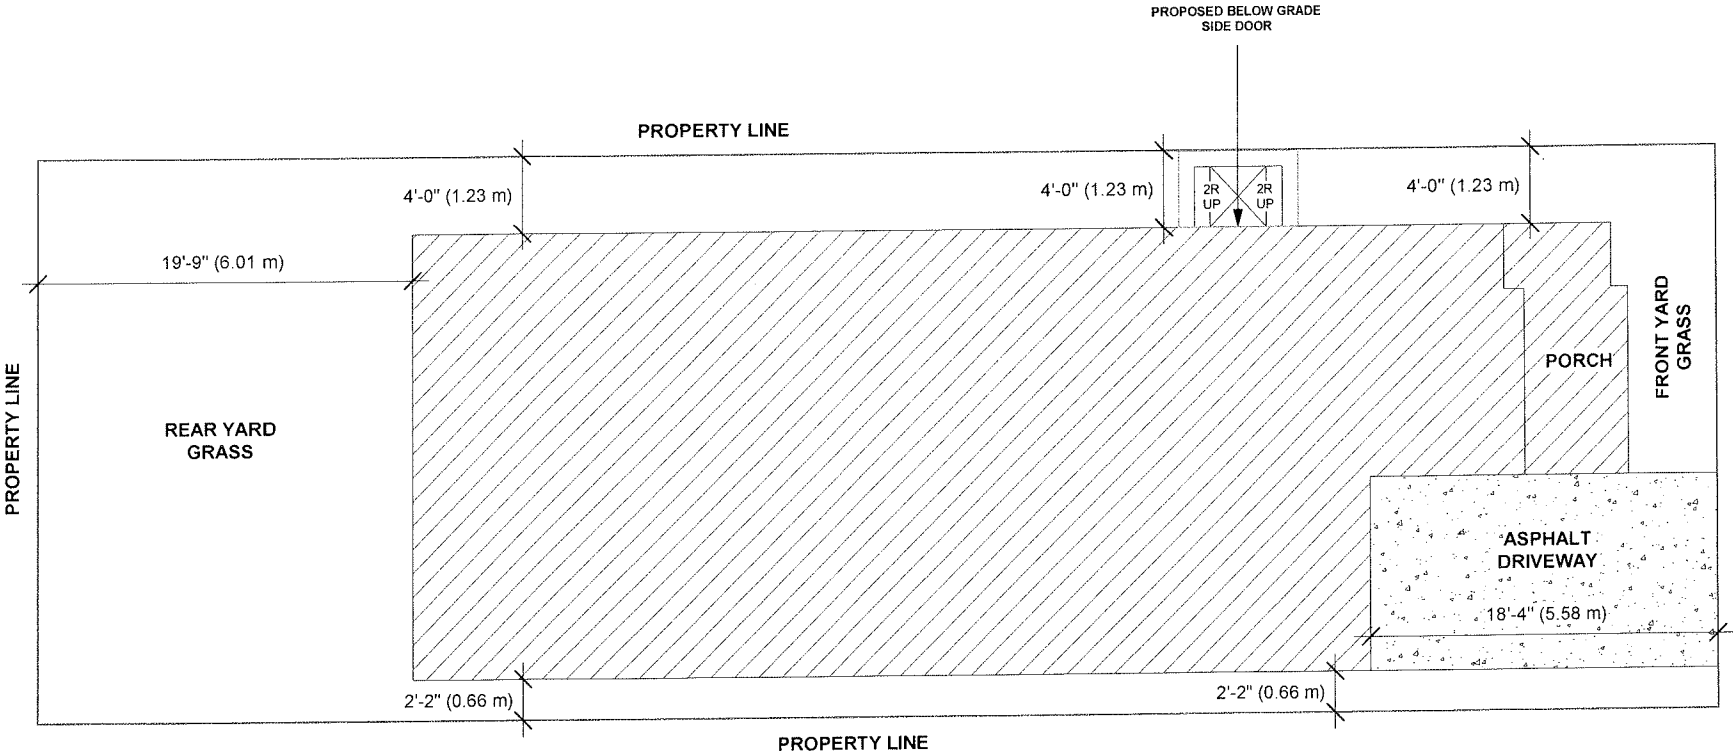 PROPOSED BELOW GRADE
SIDE DOOR
PROPERTY LINE
4'-0" (1.23 m)
4'-0" (1.23 m)
2R
UP
2R
UP
4'-0" (1.23 m)
19'-9" (6.01 m)
PROPERTY LINE
REAR YARD
GRASS
PORCH
FRONT YARD
GRASS
ASPHALT
DRIVEWAY
18'-4" (5.58 m)
2'-2" (0.66 m)
2'-2" (0.66 m)
PROPERTY LINE